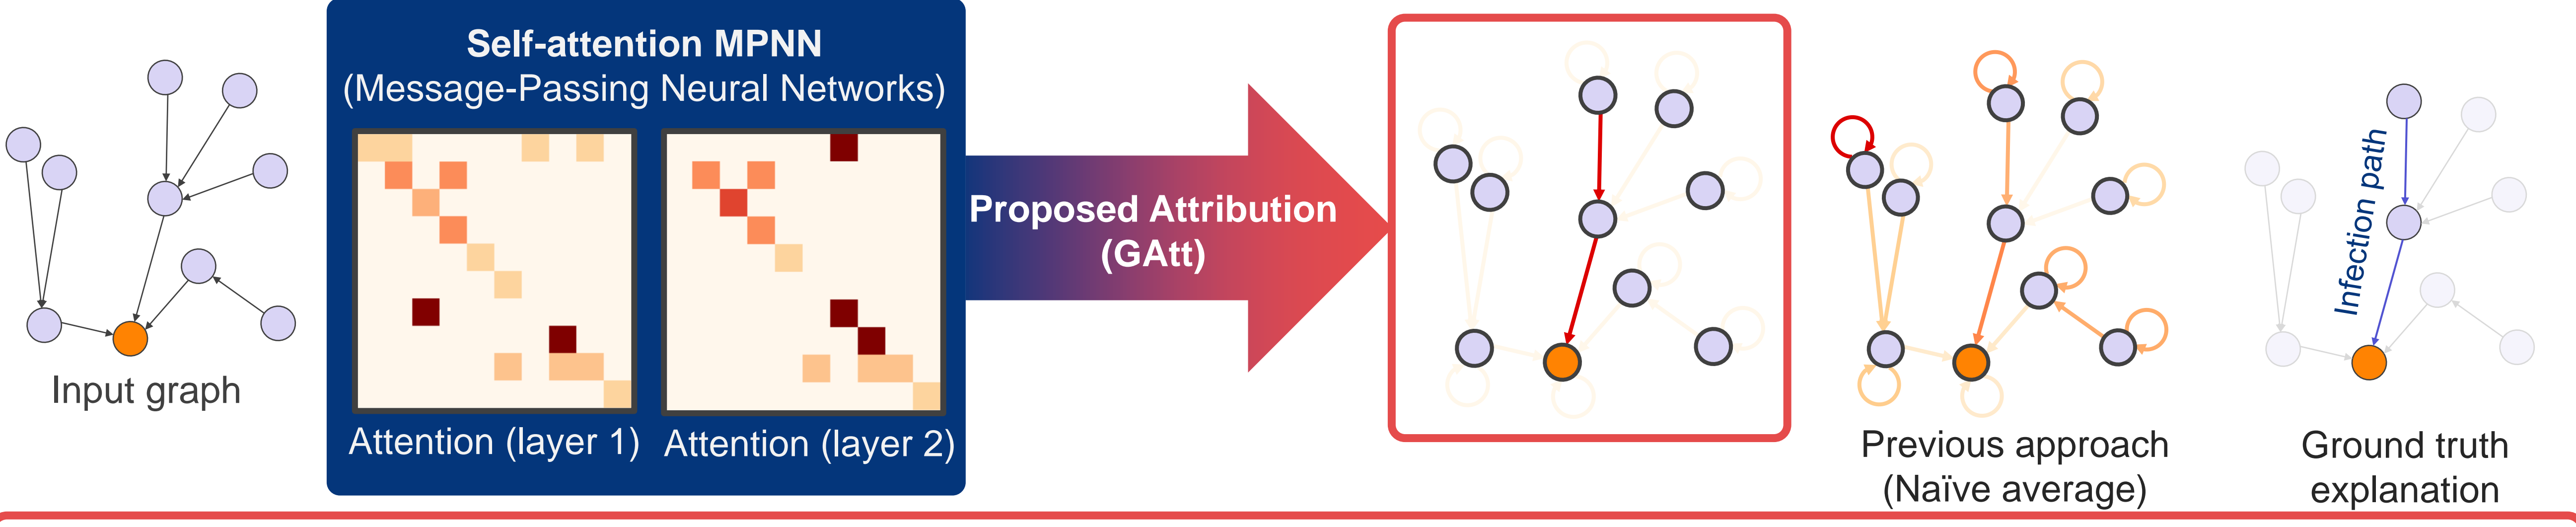 Input graph
Self-attention MPNN
(Message-Passing Neural Networks)
Attention (layer 1)
Attention (layer 2)
Proposed Attribution
(GAtt)
Previous approach
(Naïve average)
Infection path
Ground truth
explanation